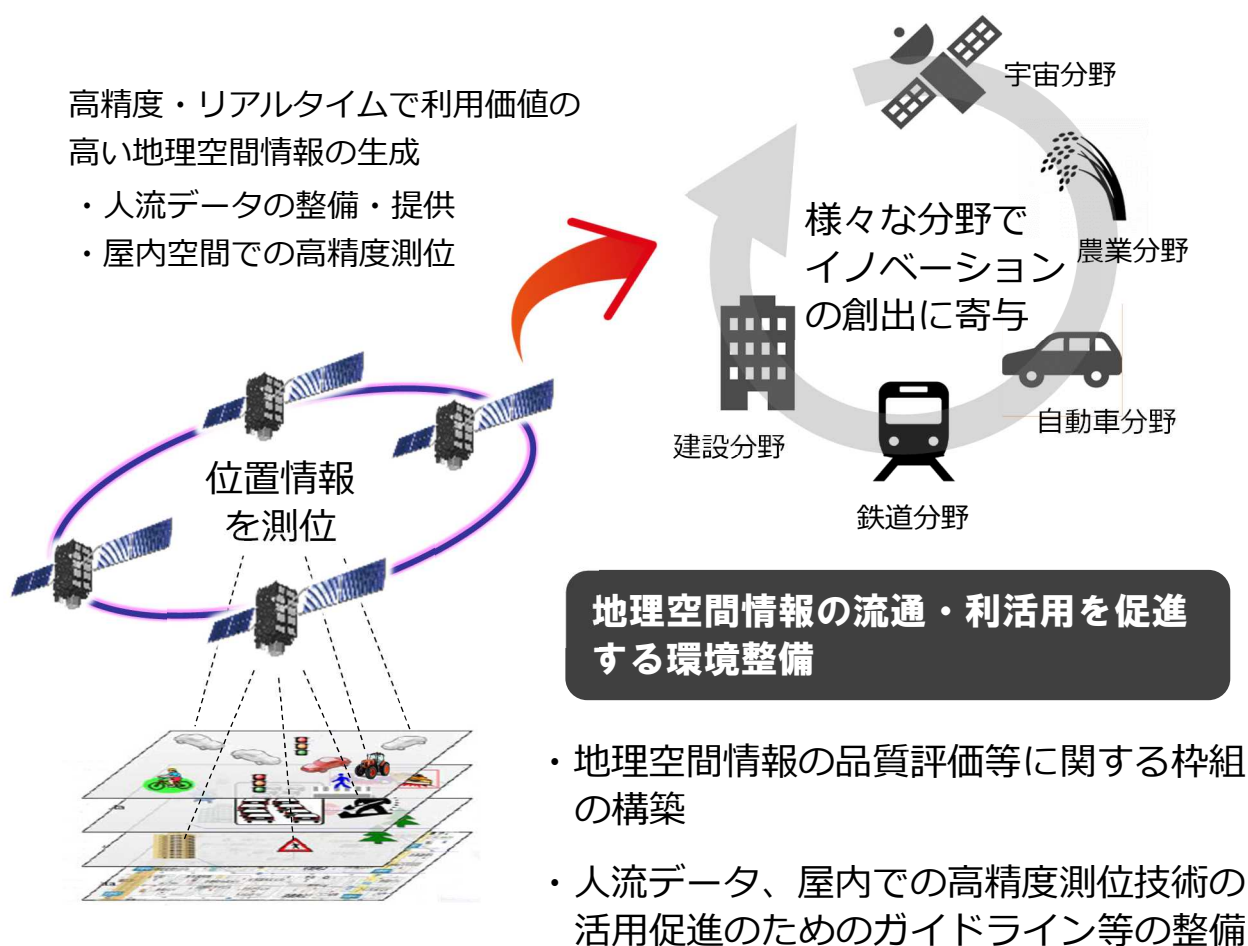 高精度・リアルタイムで利用価値の
高い地理空間情報の生成
・人流データの整備・提供
・屋内空間での高精度測位
宇宙分野
農業分野
様々な分野で
イノベーション
の創出に寄与
自動車分野
建設分野
鉄道分野
位置情報
を測位
地理空間情報の流通・利活用を促進
する環境整備
・地理空間情報の品質評価等に関する枠組
の構築
・人流データ、屋内での高精度測位技術の
活用促進のためのガイドライン等の整備